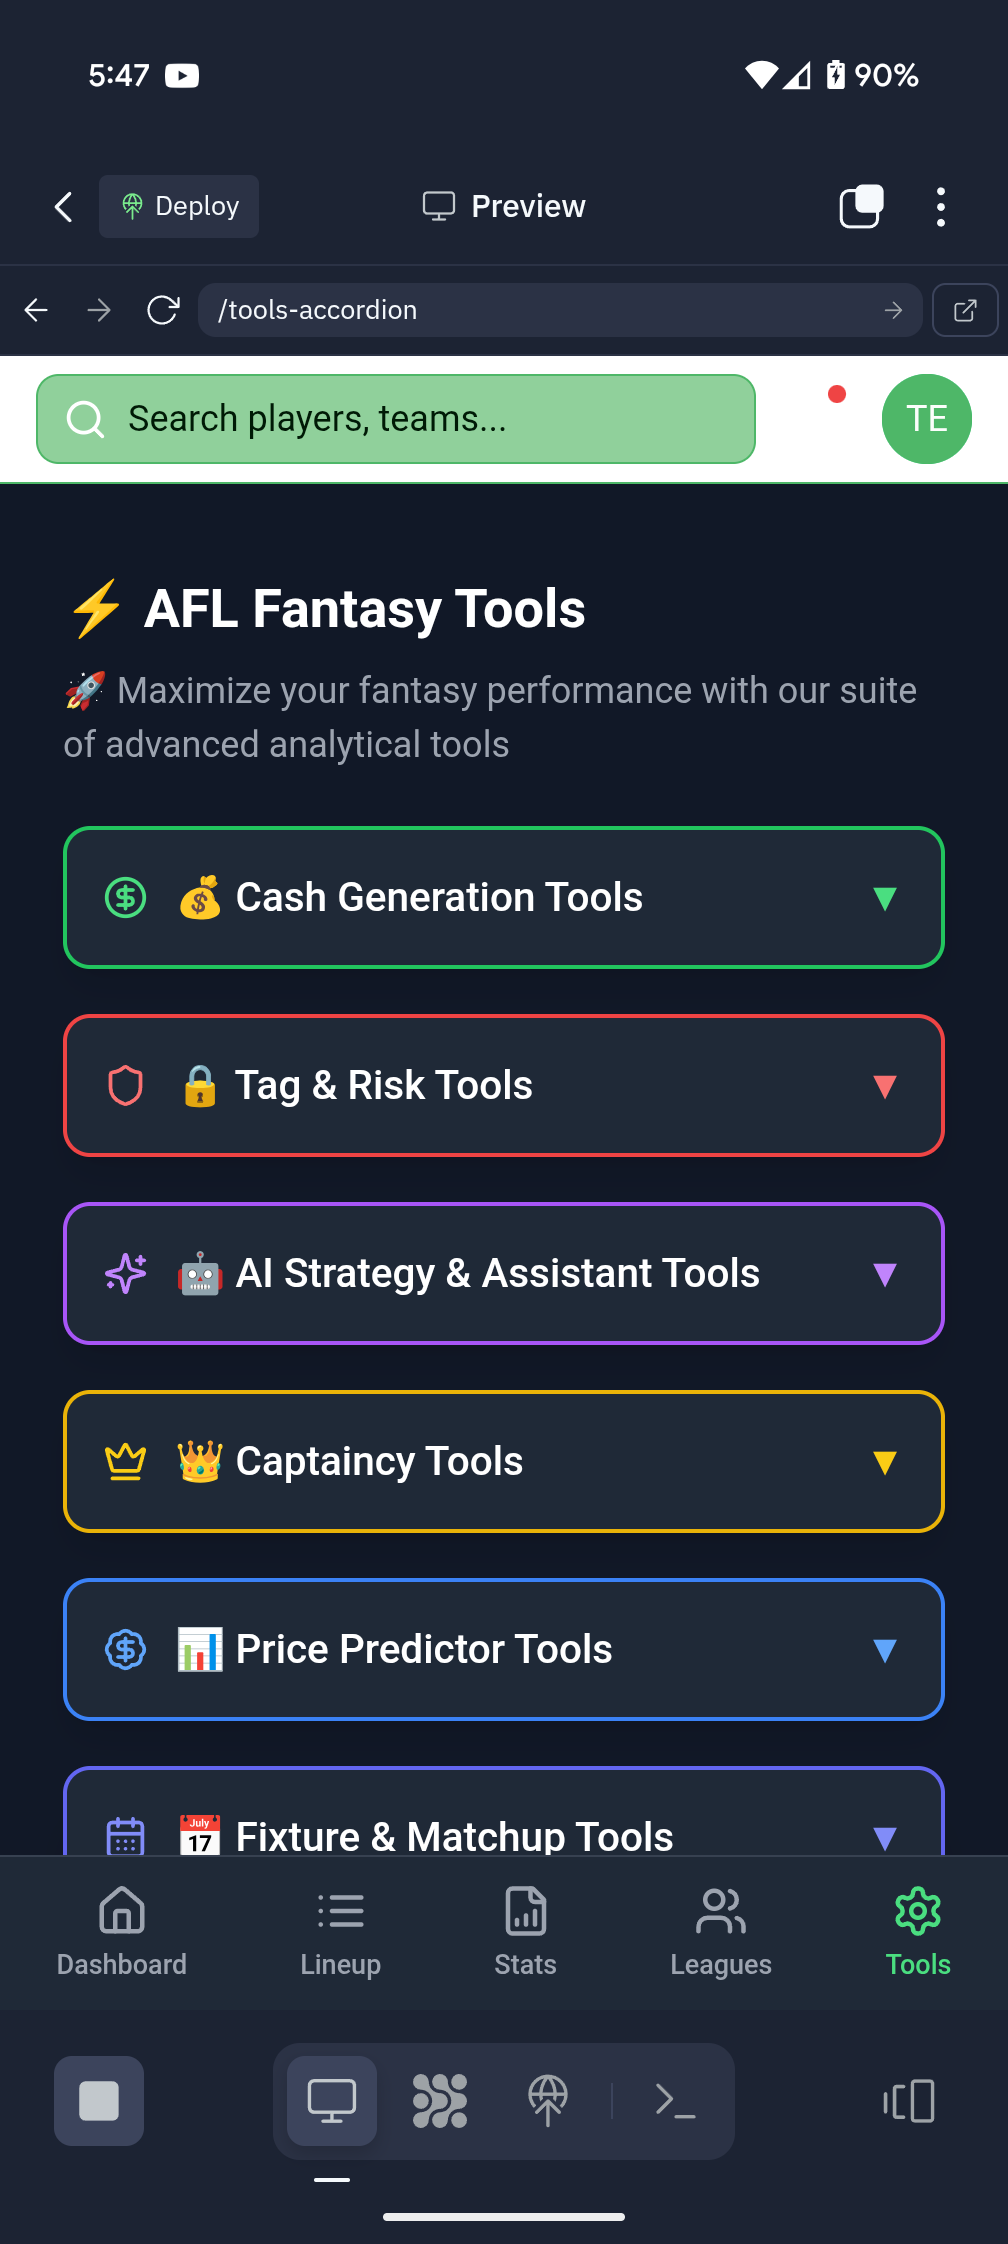 5:47
90%
Deploy
Preview
/tools-accordion
Search players, teams...
TE
⚡ AFL Fantasy Tools
🚀 Maximize your fantasy performance with our suite
of advanced analytical tools
💰 Cash Generation Tools
🔒 Tag & Risk Tools
🤖 AI Strategy & Assistant Tools
👑 Captaincy Tools
📊 Price Predictor Tools
📅 Fixture & Matchup Tools
July
17
Dashboard
Lineup
Stats
Leagues
Tools